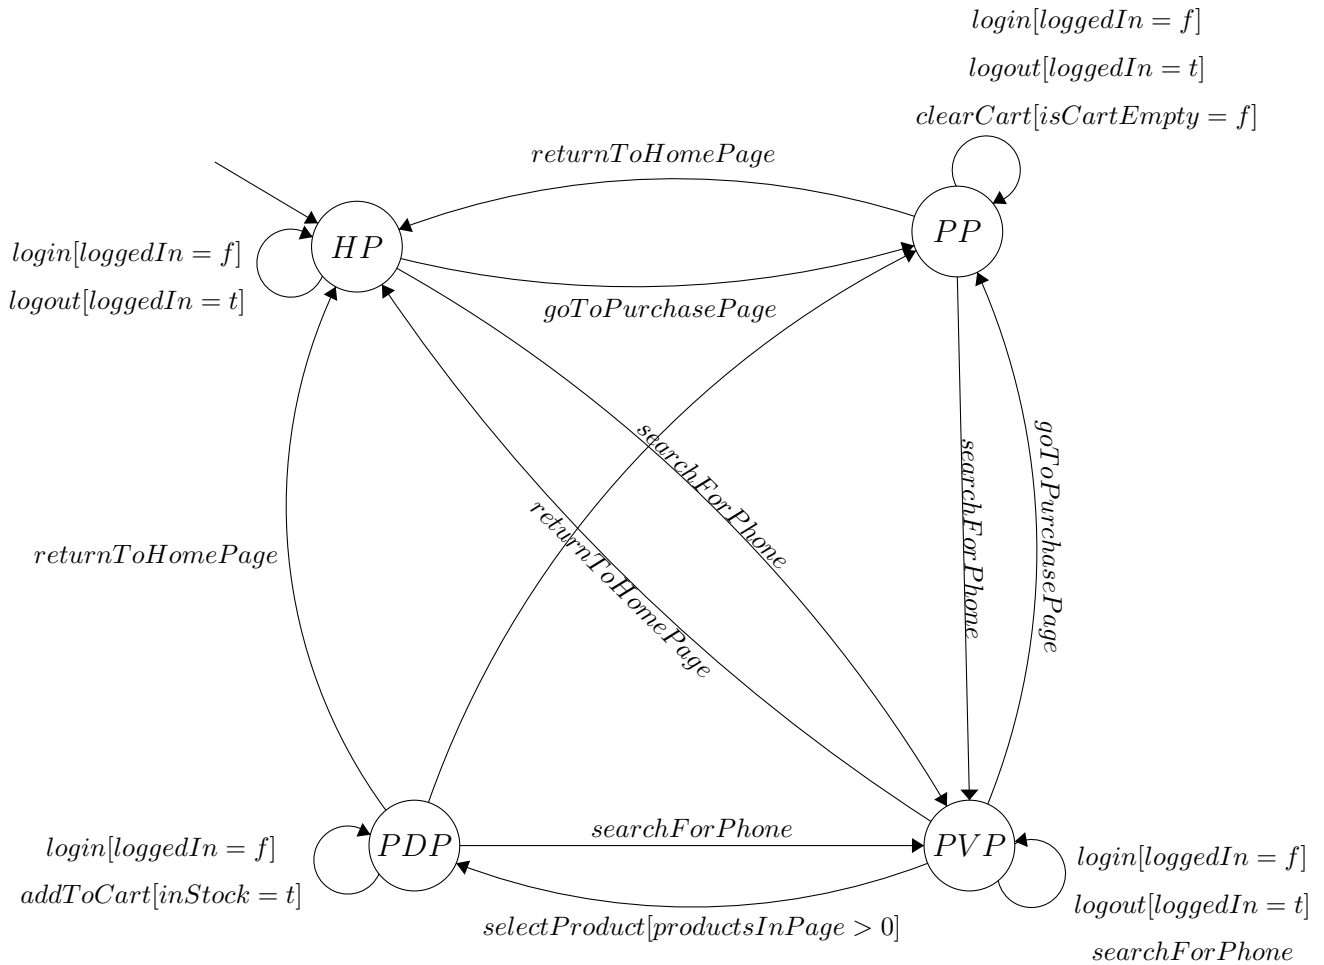 login[loggedIn = f]
logout[loggedIn = t]
clearCart[isCartEmpty = f]
returnToHomePage
PP
HP
login[loggedIn = f]
logout[loggedIn = t]
goToPurchasePage
searchForPhone
searchForPhone
goToPurchasePage
returnToHomePage
returnToHomePage
searchForPhone
PDP
PVP
login[loggedIn = f]
addToCart[inStock = t]
login[loggedIn = f]
logout[loggedIn = t]
searchForPhone
selectProduct[productsInPage > 0]